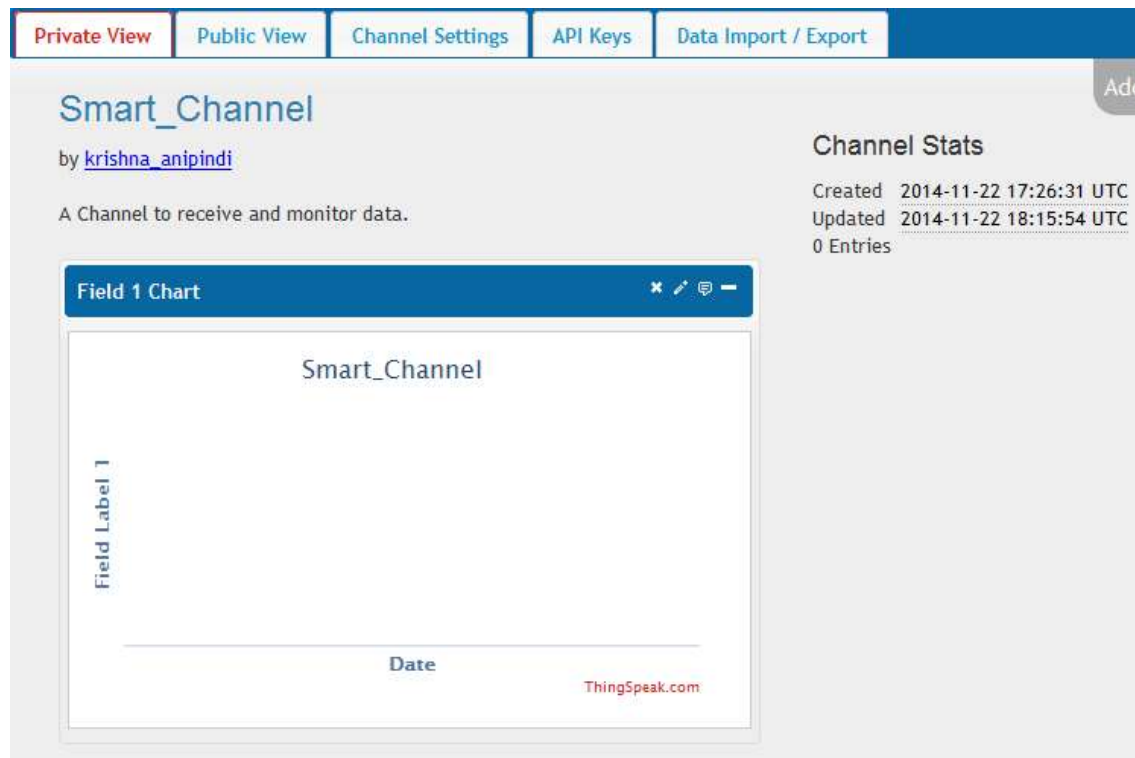 Private View
Public View
Channel Settings
API Keys
Data Import / Export
Smart_Channel
by krishna_anipindi
A Channel to receive and monitor data.
Channel Stats
Created 2014-11-22 17:26:31 UTC
Updated 2014-11-22 18:15:54 UTC
0 Entries
Field 1 Chart
Smart_Channel
Field Label 1
Date
ThingSpeak.com